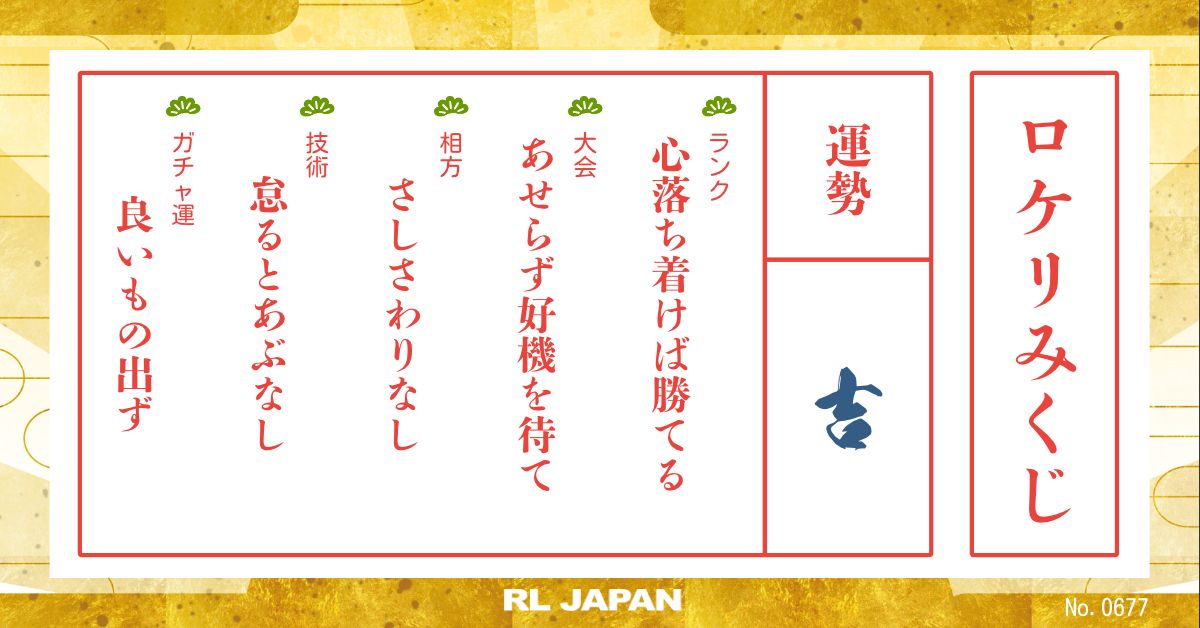 ロケリみくじ
運勢
吉
ランク
心落ち着けば勝てる
大会
あせらず好機を待て
相方
さしさわりなし
技術
怠るとあぶなし
ガチャ運
良いもの出ず
RL JAPAN
No. 0677